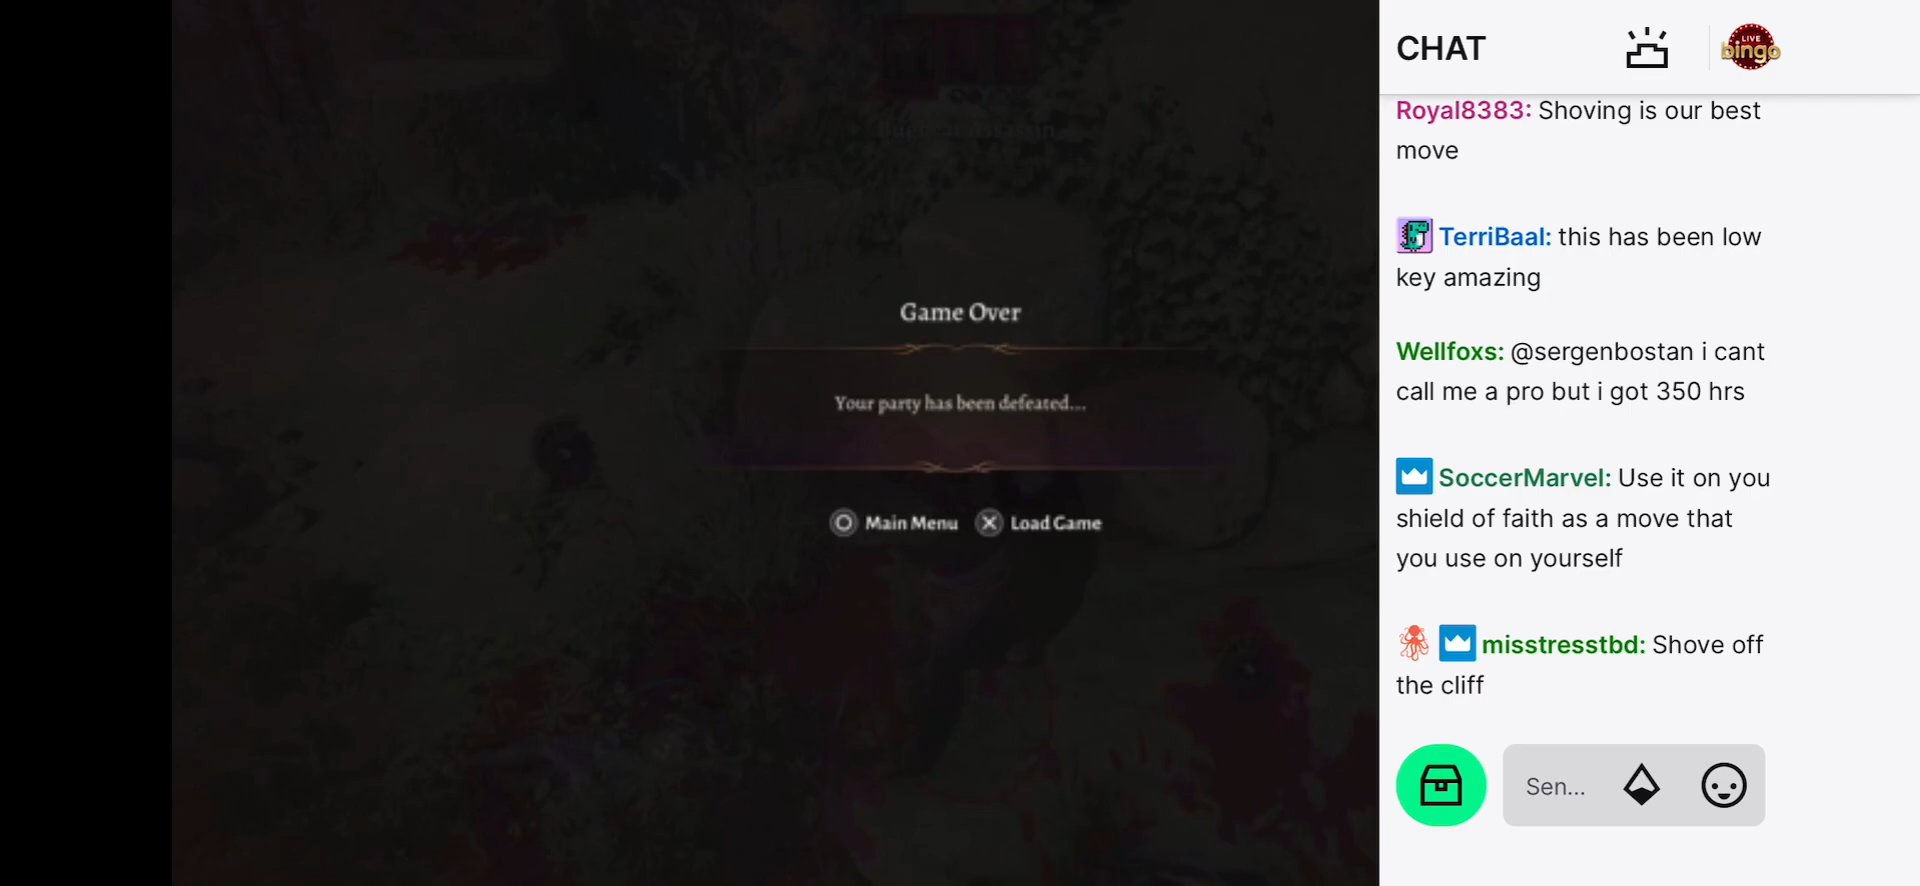 Game Over
Your party has been defeated...
Main Menu
Load Game
CHAT
LIVE
bingo
Royal8383: Shoving is our best
move
TerriBaal: this has been low
key amazing
Wellfoxs: @sergenbostan i cant
call me a pro but i got 350 hrs
SoccerMarvel: Use it on you
shield of faith as a move that
you use on yourself
misstresstbd: Shove off
the cliff
Sen...